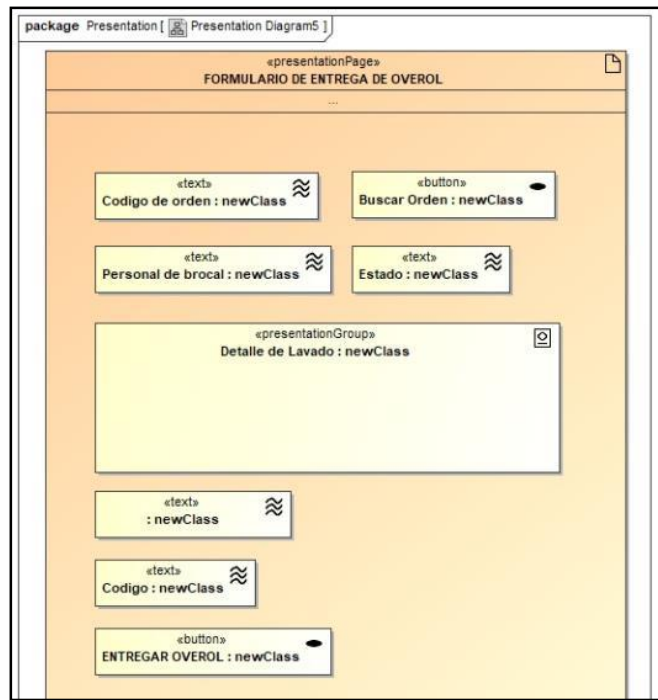 package Presentation [ Presentation Diagram5 ]
«presentationPage»
FORMULARIO DE ENTREGA DE OVEROL
...
«text»
Codigo de orden : newClass
«button»
Buscar Orden : newClass
«text»
Personal de brocal : newClass
«text»
Estado : newClass
«presentationGroup»
Detalle de Lavado : newClass
«text»
: newClass
«text»
Codigo : newClass
«button»
ENTREGAR OVEROL : newClass